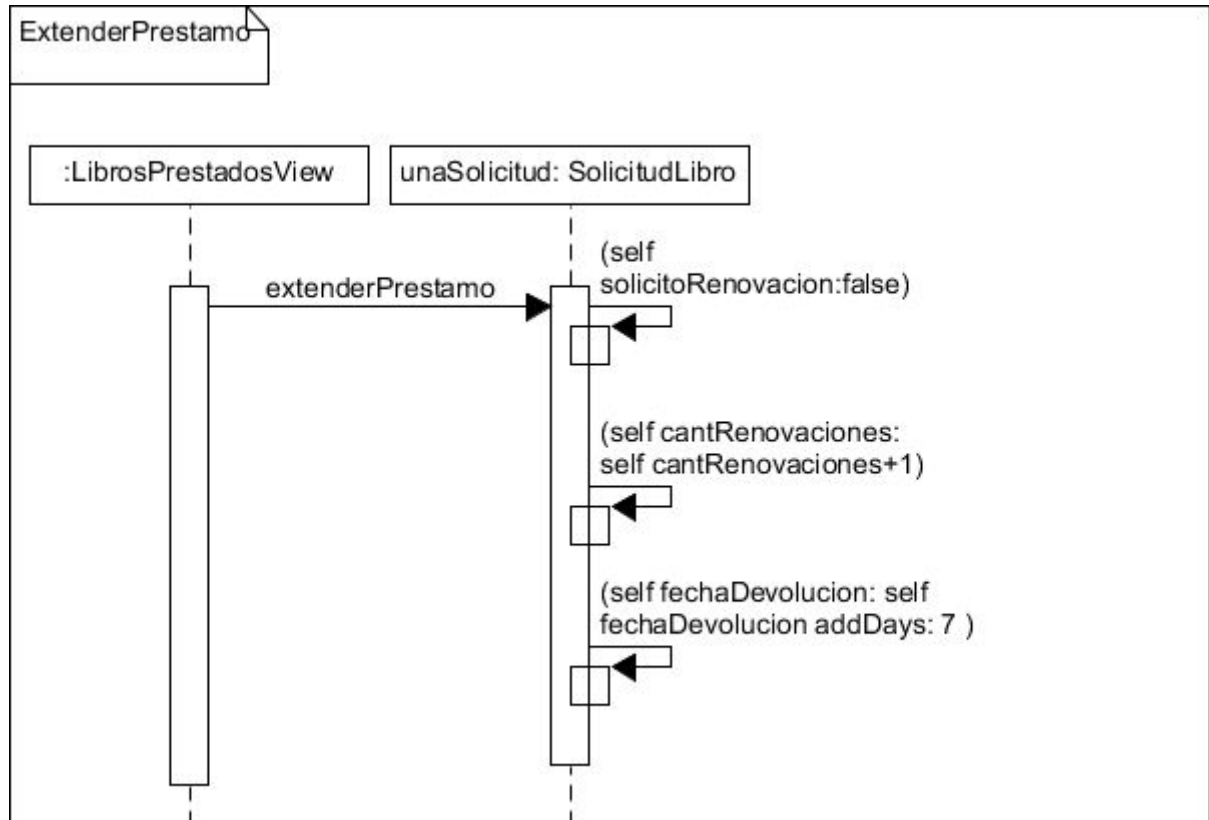 ExtenderPrestamo
:LibrosPrestadosView
unaSolicitud: SolicitudLibro
extenderPrestamo
(self
solicitoRenovacion:false)
(self cantRenovaciones:
self cantRenovaciones+1)
(self fechaDevolucion: self
fechaDevolucion addDays: 7 )